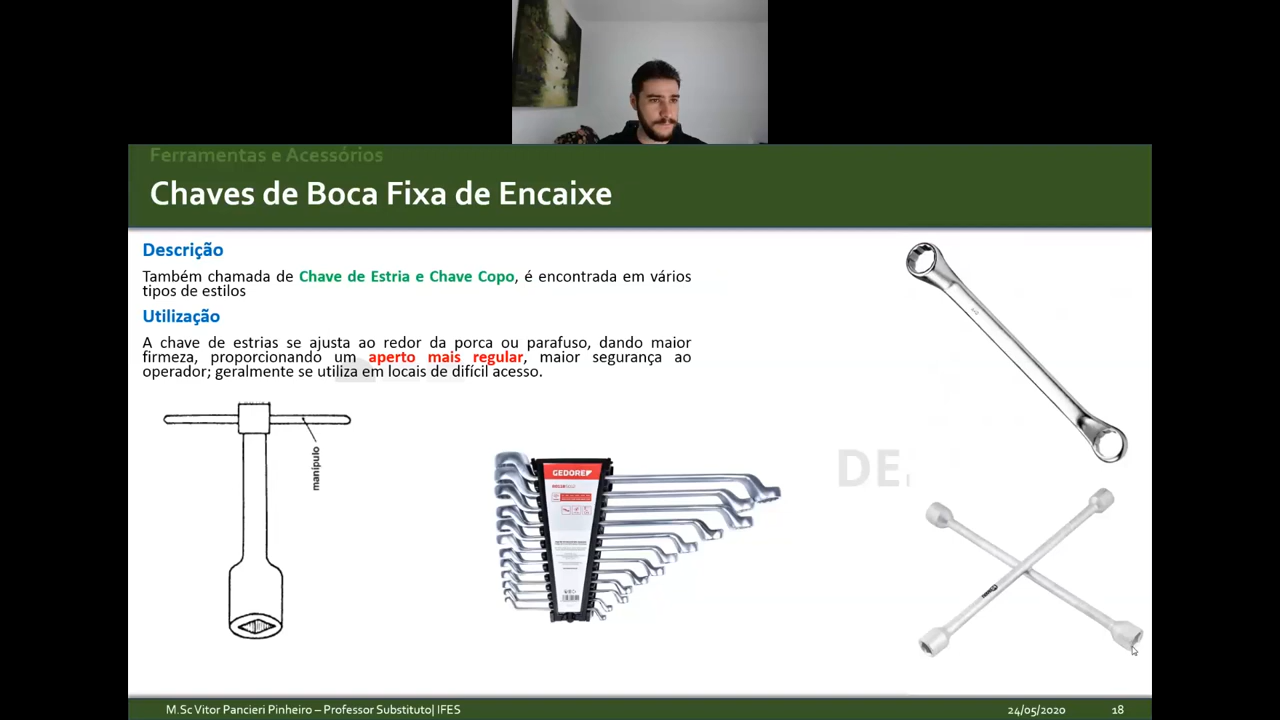 Ferramentas e Acessórios
Chaves de Boca Fixa de Encaixe
Descrição
Também chamada de Chave de Estria e Chave Copo, é encontrada em vários
tipos de estilos
Utilização
A chave de estrias se ajusta ao redor da porca ou parafuso, dando maior
firmeza, proporcionando um aperto mais regular, maior segurança ao
operador; geralmente se utiliza em locais de difícil acesso.
manipulo
GEDORE
DE
M.Sc Vitor Pancieri Pinheiro – Professor Substituto| IFES
24/05/2020
18